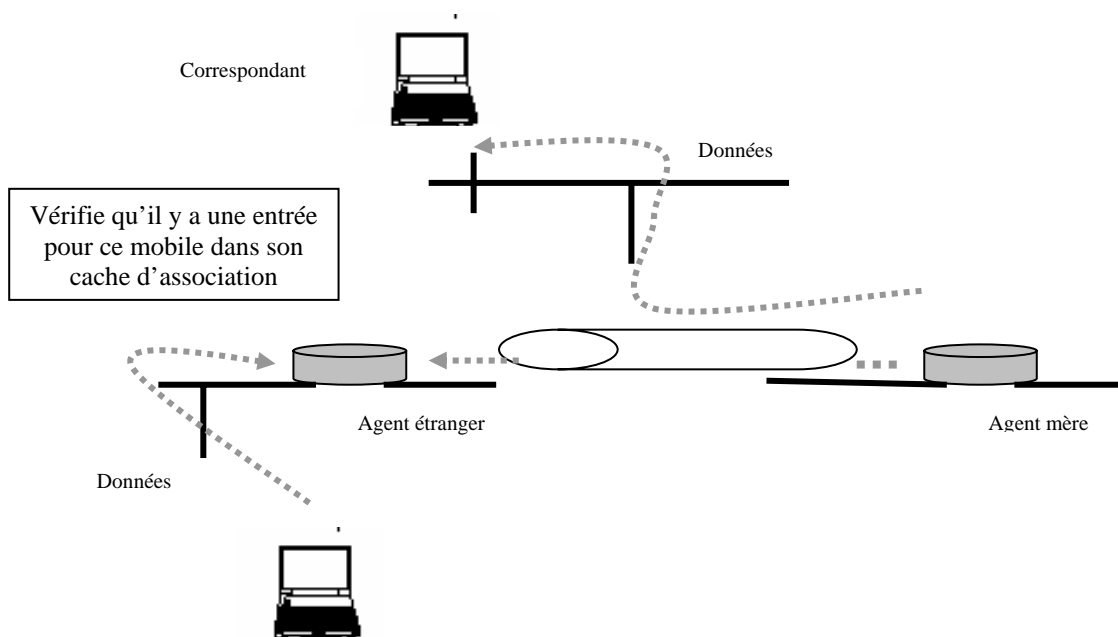 Correspondant
Données
Vérifie qu'il y a une entrée
pour ce mobile dans son
cache d'association
Agent étranger
Agent mère
Données